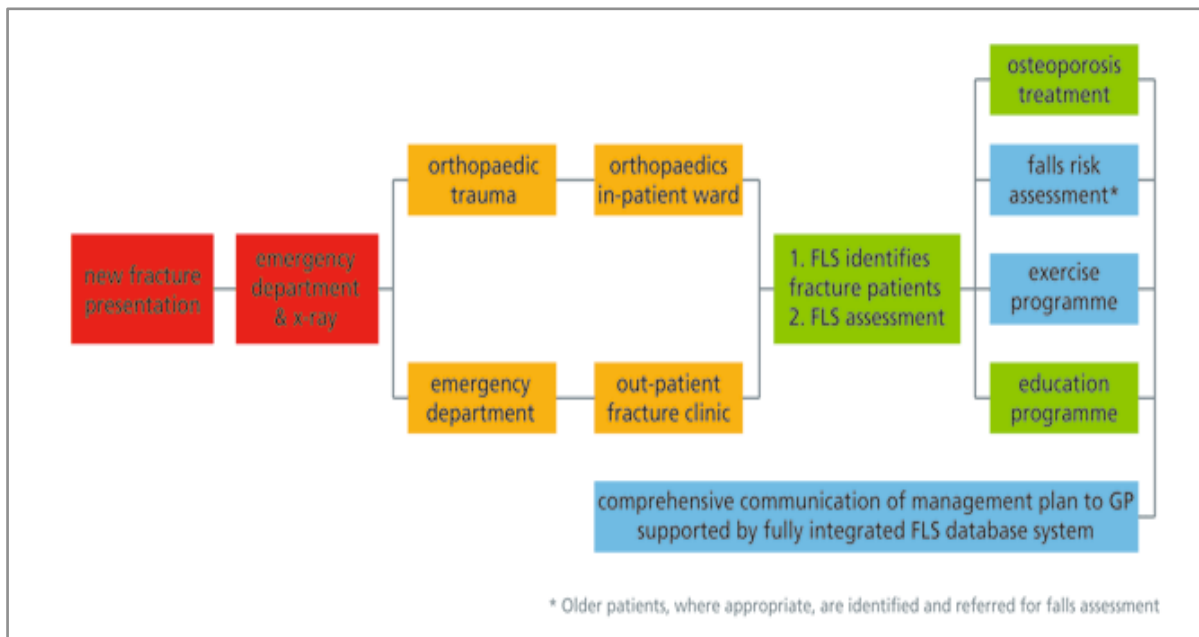 new fracture
presentation
emergency
department
& x-ray
orthopaedic
trauma
orthopaedics
in-patient ward
emergency
department
out-patient
fracture clinic
1. FLS identifies
fracture patients
2. FLS assessment
osteoporosis
treatment
falls risk
assessment*
exercise
programme
education
programme
comprehensive communication of management plan to GP
supported by fully integrated FLS database system
* Older patients, where appropriate, are identified and referred for falls assessment